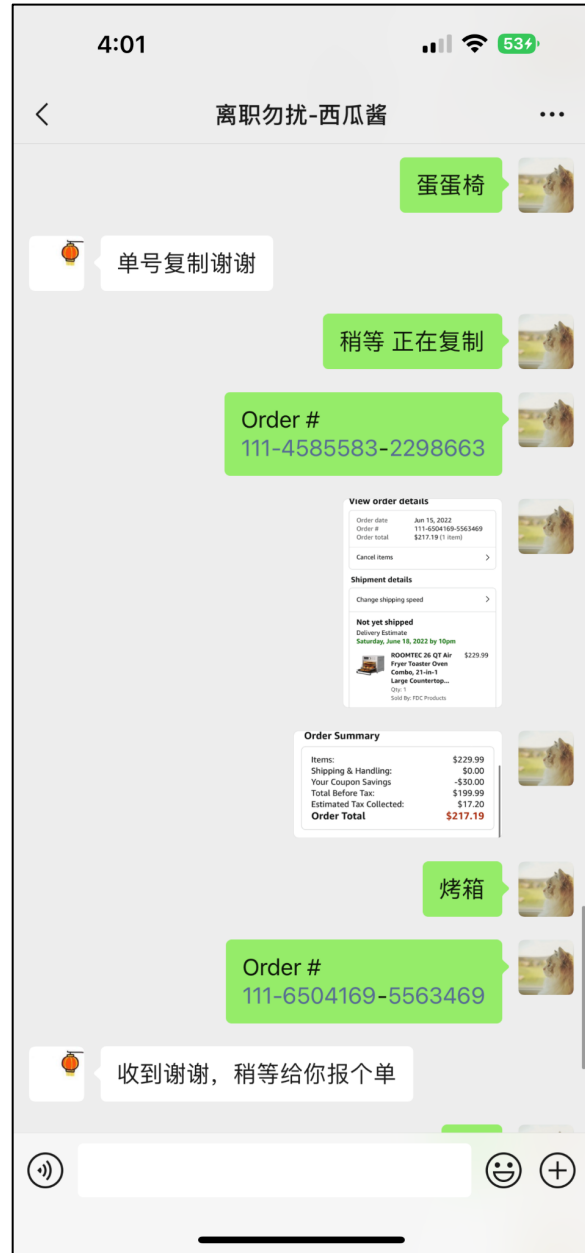 4:01
53
离职勿扰-西瓜酱
蛋蛋椅
单号复制谢谢
稍等 正在复制
Order #
111-4585583-2298663
View order details
Order date Jun 15, 2022
Order # 111-6504169-5563469
Order total $217.19 (1 item)
Cancel items
Shipment details
Change shipping speed
Not yet shipped
Delivery Estimate
Saturday, June 18, 2022 by 10pm
ROOMTEC 26 QT Air $229.99
Fryer Toaster Oven
Combo, 21-in-1
Large Countertop...
Qty: 1
Sold By: FDC Products
Order Summary
Items: $229.99
Shipping & Handling: $0.00
Your Coupon Savings -$30.00
Total Before Tax: $199.99
Estimated Tax Collected: $17.20
Order Total $217.19
烤箱
Order #
111-6504169-5563469
收到谢谢，稍等给你报个单